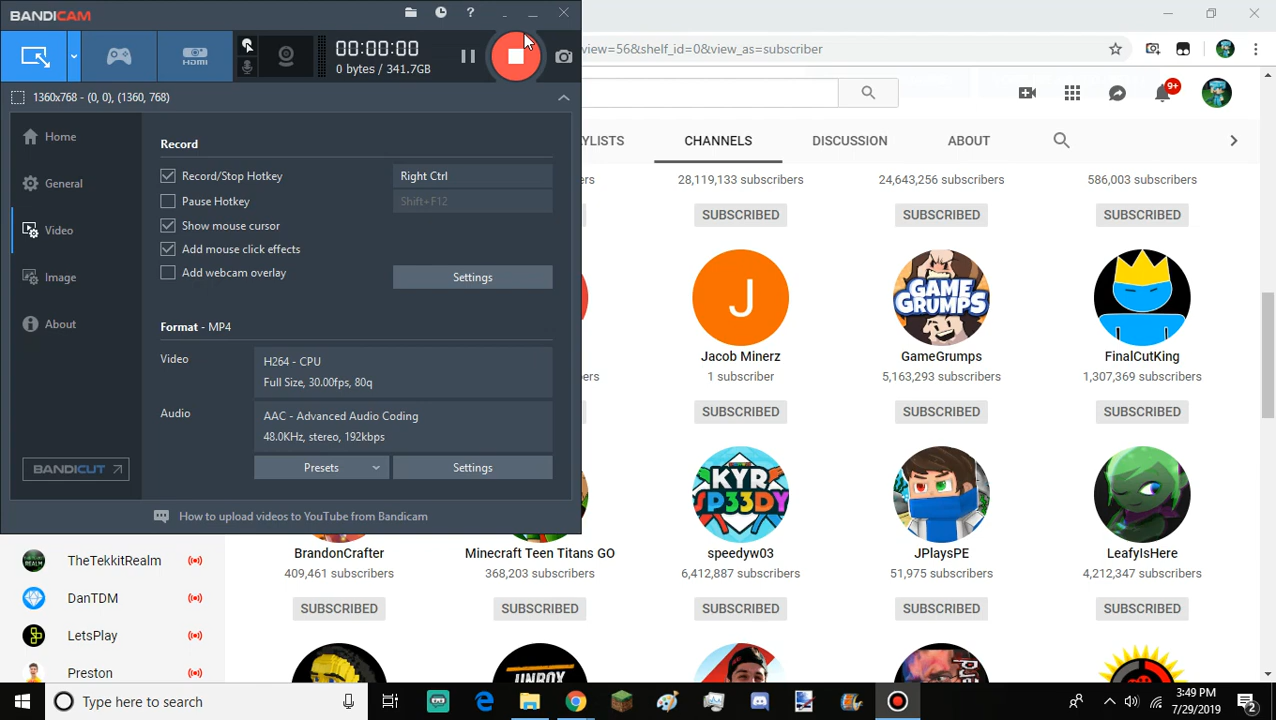 BANDICAM
?
HDMI
00:00:00
0 bytes / 341.7GB
1360x768 - (0, 0), (1360, 768)
Home
General
Video
Image
About
BANDICUT
Record
Record/Stop Hotkey
Right Ctrl
Pause Hotkey
Shift+F12
Show mouse cursor
Add mouse click effects
Add webcam overlay
Settings
Format - MP4
Video
H264 - CPU
Full Size, 30.00fps, 80q
Audio
AAC - Advanced Audio Coding
48.0KHz, stereo, 192kbps
Presets
Settings
How to upload videos to YouTube from Bandicam
view=56&shelf_id=0&view_as=subscriber
9+
YLISTS
CHANNELS
DISCUSSION
ABOUT
ers
28,119,133 subscribers
24,643,256 subscribers
586,003 subscribers
SUBSCRIBED
SUBSCRIBED
SUBSCRIBED
J
GAME GRUMPS
Jacob Minerz
GameGrumps
FinalCutKing
ers
1 subscriber
5,163,293 subscribers
1,307,369 subscribers
SUBSCRIBED
SUBSCRIBED
SUBSCRIBED
KYR
SP33DY
BrandonCrafter
Minecraft Teen Titans GO
speedyw03
JPlaysPE
LeafyIsHere
409,461 subscribers
368,203 subscribers
6,412,887 subscribers
51,975 subscribers
4,212,347 subscribers
SUBSCRIBED
SUBSCRIBED
SUBSCRIBED
SUBSCRIBED
SUBSCRIBED
UNBOX
TheTekkitRealm
DanTDM
LetsPlay
Preston
Type here to search
3:49 PM
7/29/2019
2